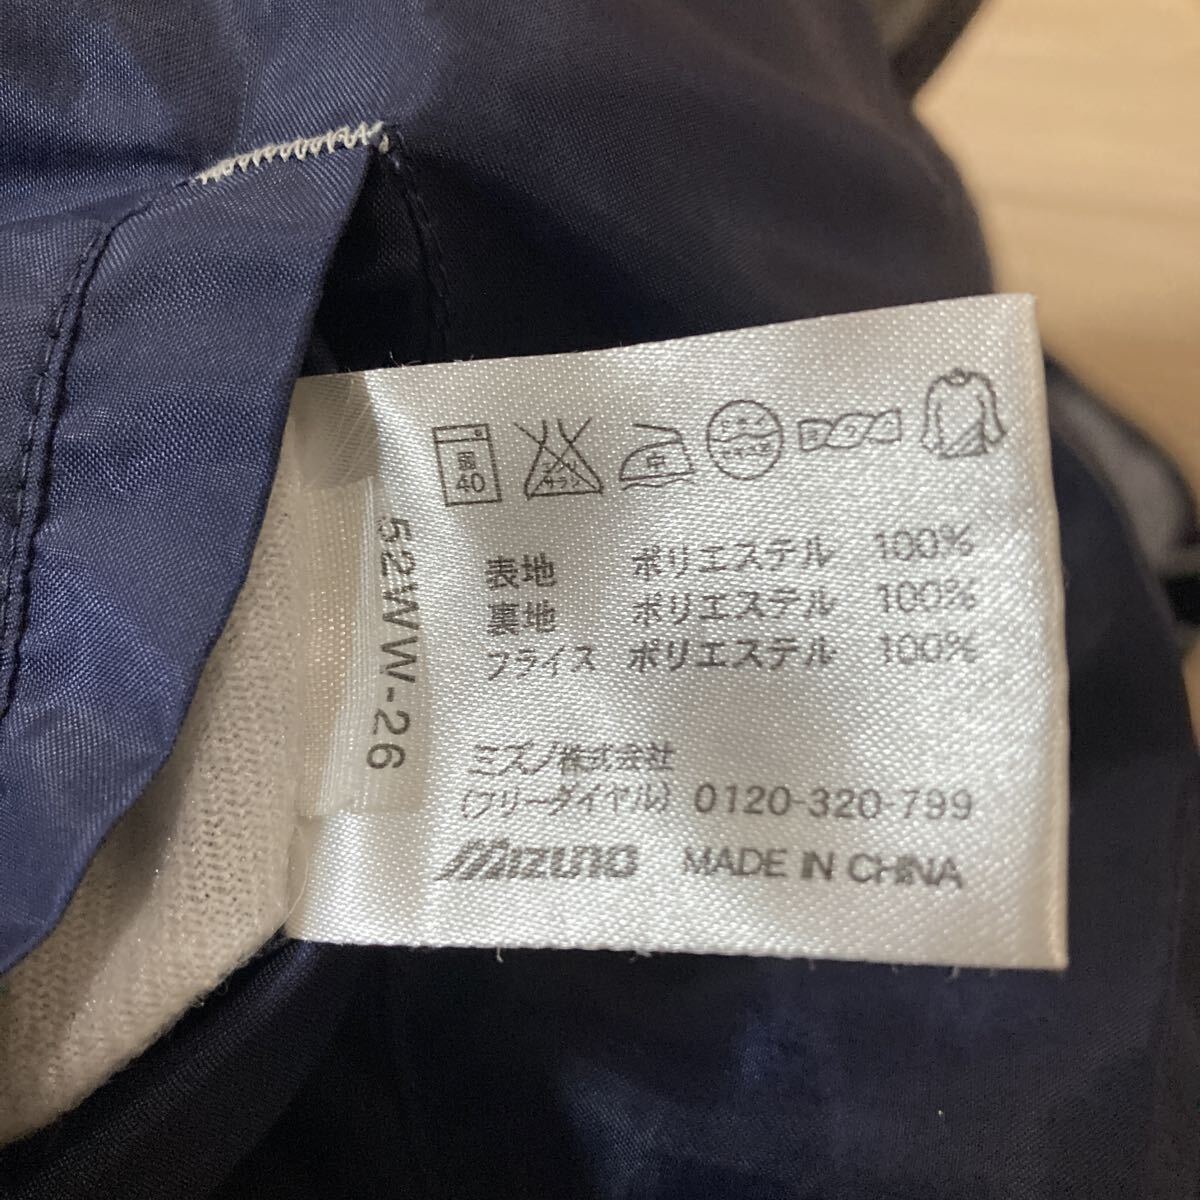 40
中
表地 ポリエステル 100%
裏地 ポリエステル 100%
フライス ポリエステル 100%
ミズノ株式会社
(フリーダイヤル) 0120-320-799
MIZUNO MADE IN CHINA
52WW-26